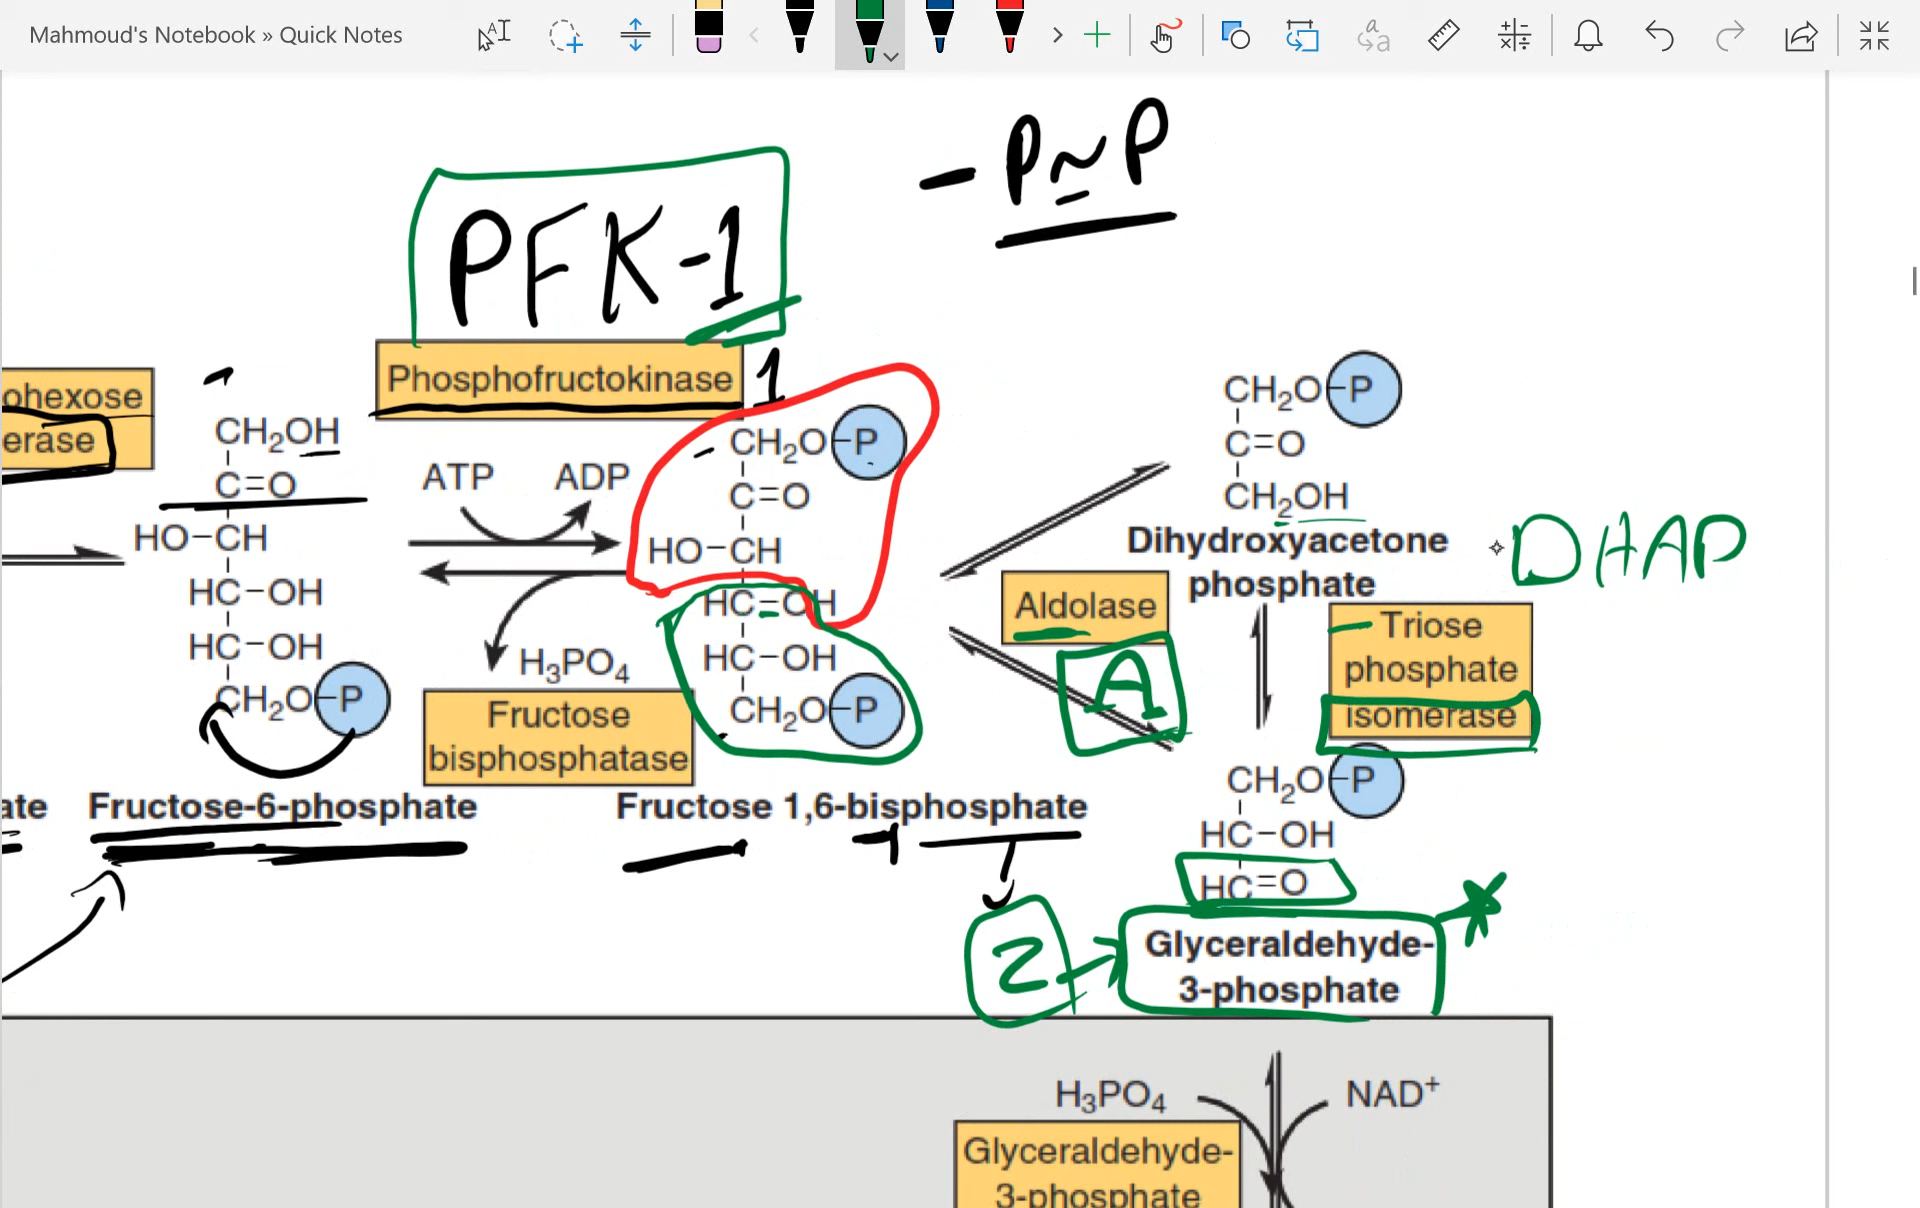 Mahmoud's Notebook » Quick Notes
- P~P
PFK-1
Phosphofructokinase 1
ohexose
erase
CH₂OH
C=O
HO-CH
HC-OH
HC-OH
CH₂O-P
ate
Fructose-6-phosphate
ATP
ADP
H₃PO₄
Fructose
bisphosphatase
CH₂O-P
C=O
HO-CH
HC=OH
HC-OH
CH₂O-P
Fructose 1,6-bisphosphate
2
Aldolase
A
CH₂O-P
C=O
CH₂OH
Dihydroxyacetone
phosphate
DHAP
Triose
phosphate
isomerase
CH₂O-P
HC-OH
HC=O
Glyceraldehyde-
3-phosphate
H₃PO₄
NAD⁺
Glyceraldehyde-
3-phosphate